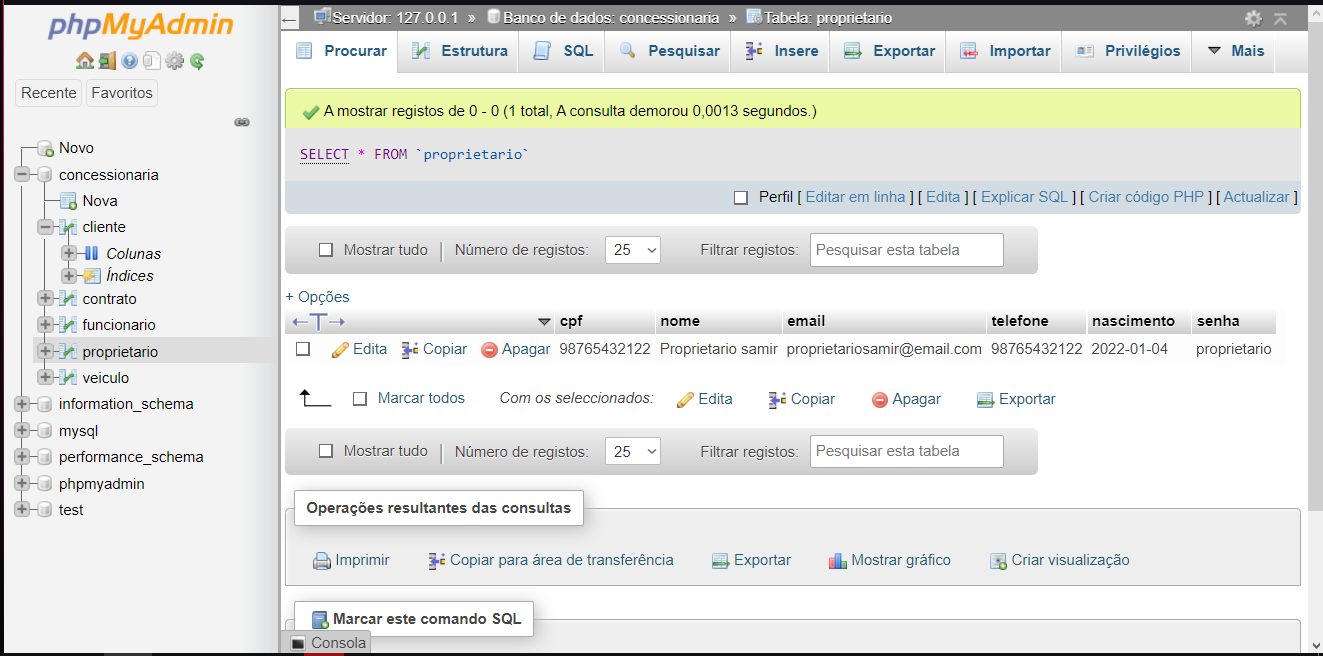 phpMyAdmin
Recente Favoritos
Novo
concessionaria
Nova
cliente
Colunas
Índices
contrato
funcionario
proprietario
veiculo
information_schema
mysql
performance_schema
phpmyadmin
test
Servidor: 127.0.0.1 » Banco de dados: concessionaria » Tabela: proprietario
Procurar Estrutura SQL Pesquisar Insere Exportar Importar Privilégios Mais
A mostrar registos de 0 - 0 (1 total, A consulta demorou 0,0013 segundos.)
SELECT * FROM `proprietario`
Perfil [ Editar em linha ] [ Edita ] [ Explicar SQL ] [ Criar código PHP ] [ Actualizar ]
Mostrar tudo Número de registos: 25 Filtrar registos: Pesquisar esta tabela
+ Opções
←T→ cpf nome email telefone nascimento senha
Edita Copiar Apagar 98765432122 Proprietario samir proprietariosamir@email.com 98765432122 2022-01-04 proprietario
Marcar todos Com os seleccionados: Edita Copiar Apagar Exportar
Mostrar tudo Número de registos: 25 Filtrar registos: Pesquisar esta tabela
Operações resultantes das consultas
Imprimir Copiar para área de transferência Exportar Mostrar gráfico Criar visualização
Marcar este comando SQL
Consola